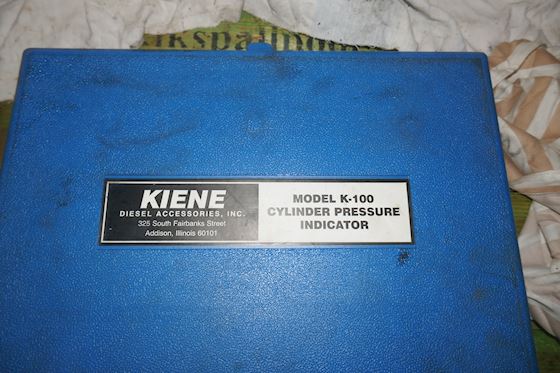 KIENE
DIESEL ACCESSORIES, INC.
325 South Fairbanks Street
Addison, Illinois 60101
MODEL K-100
CYLINDER PRESSURE
INDICATOR